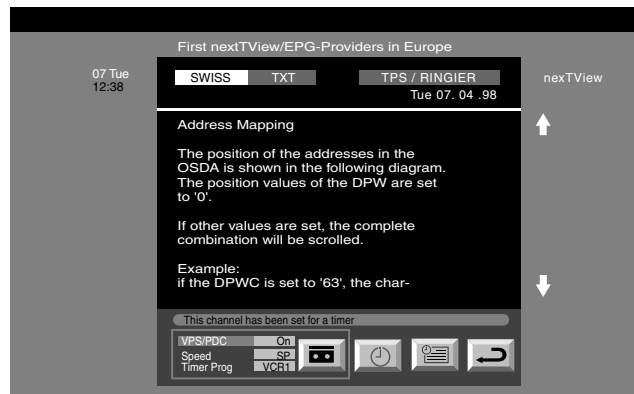 First nextTView/EPG-Providers in Europe
07 Tue
12:38
SWISS TXT TPS / RINGIER
nexTView
Tue 07. 04 .98
Address Mapping
The position of the addresses in the
OSDA is shown in the following diagram.
The position values of the DPW are set
to '0'.
If other values are set, the complete
combination will be scrolled.
Example:
if the DPWC is set to '63', the char-
This channel has been set for a timer
VPS/PDC On
Speed SP
Timer Prog VCR1